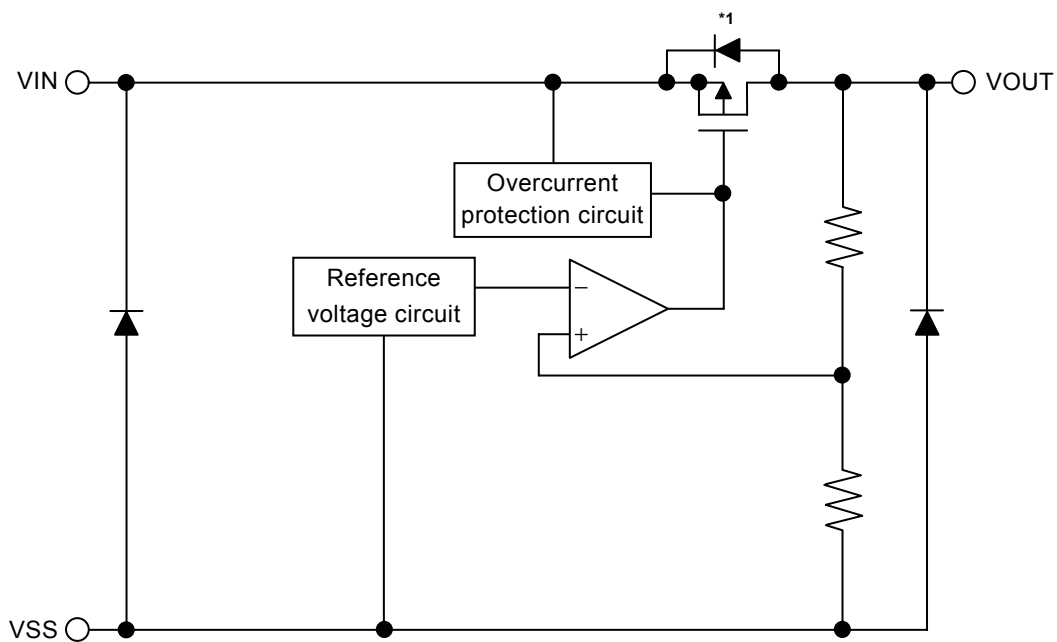 *1
VIN
VOUT
Overcurrent
protection circuit
Reference
voltage circuit
−
+
VSS